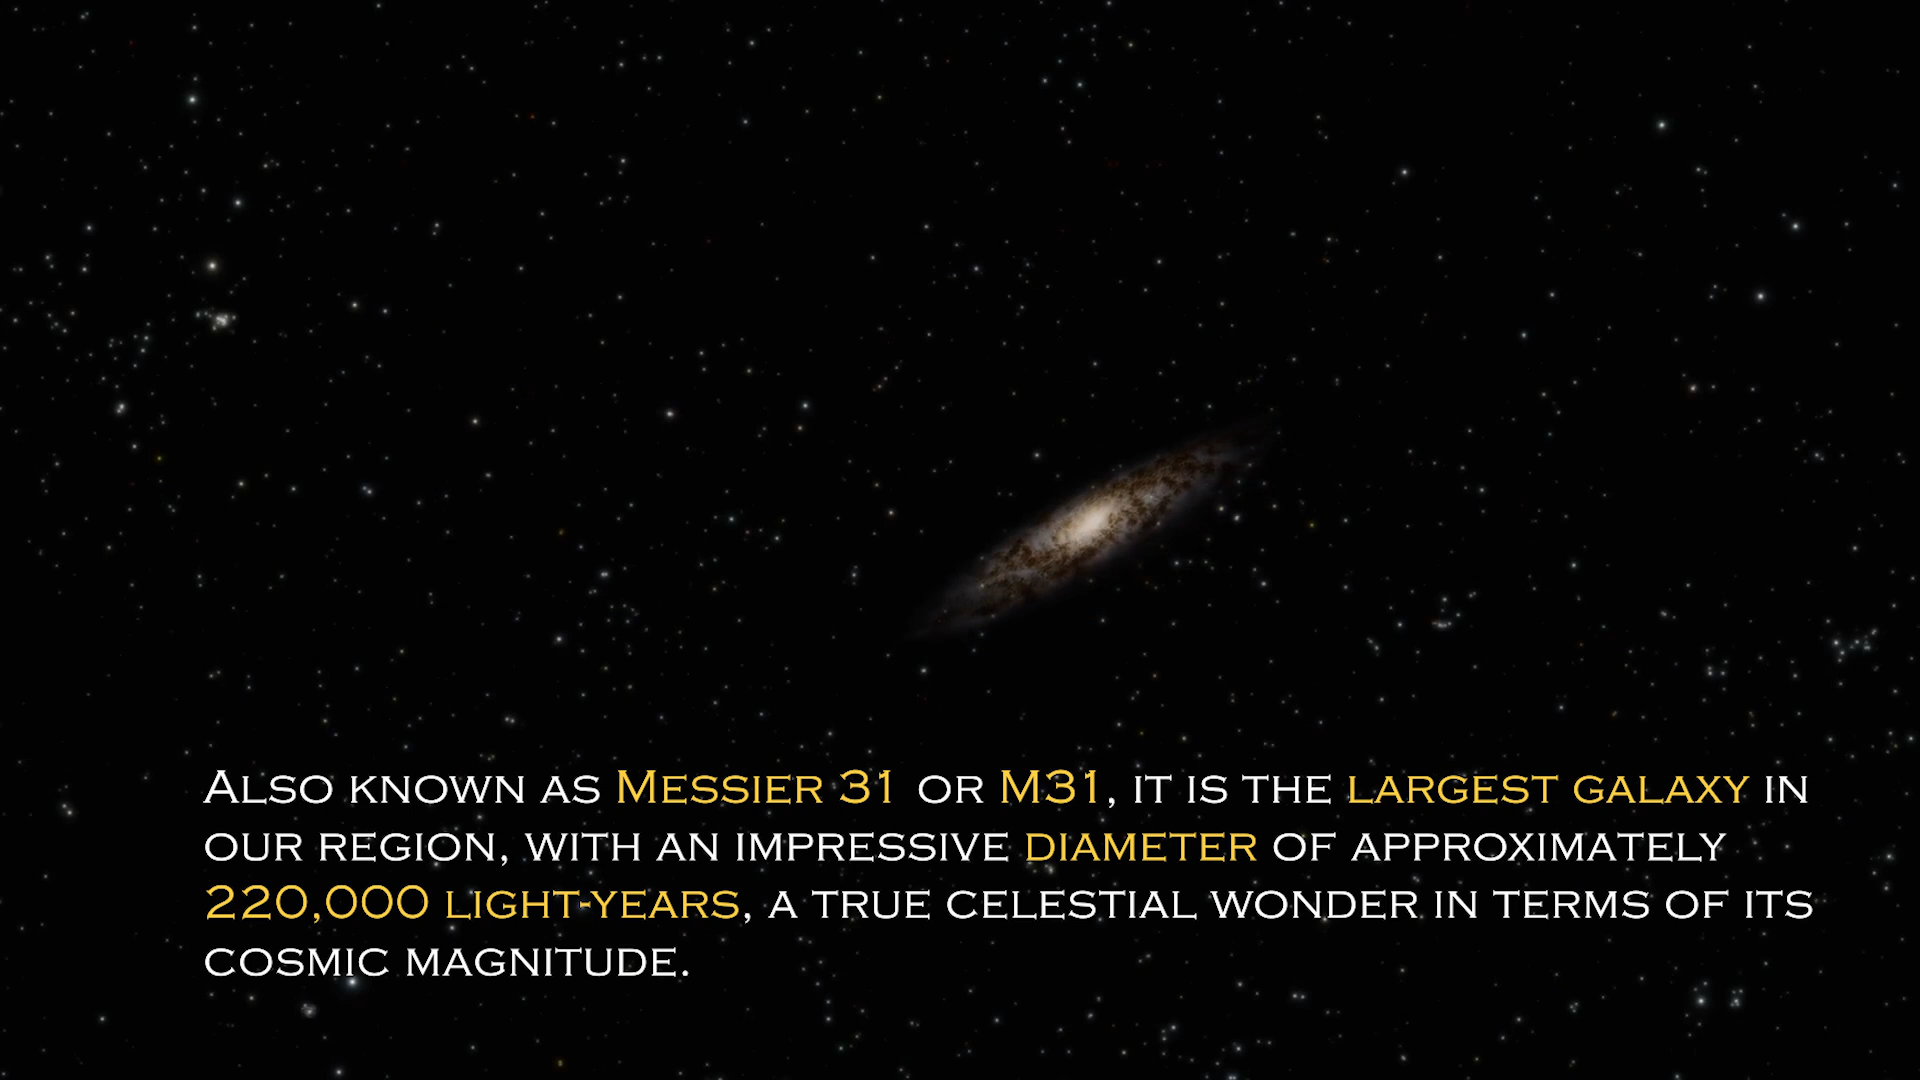 Also known as Messier 31 or M31, it is the largest galaxy in
our region, with an impressive diameter of approximately
220,000 light-years, a true celestial wonder in terms of its
cosmic magnitude.